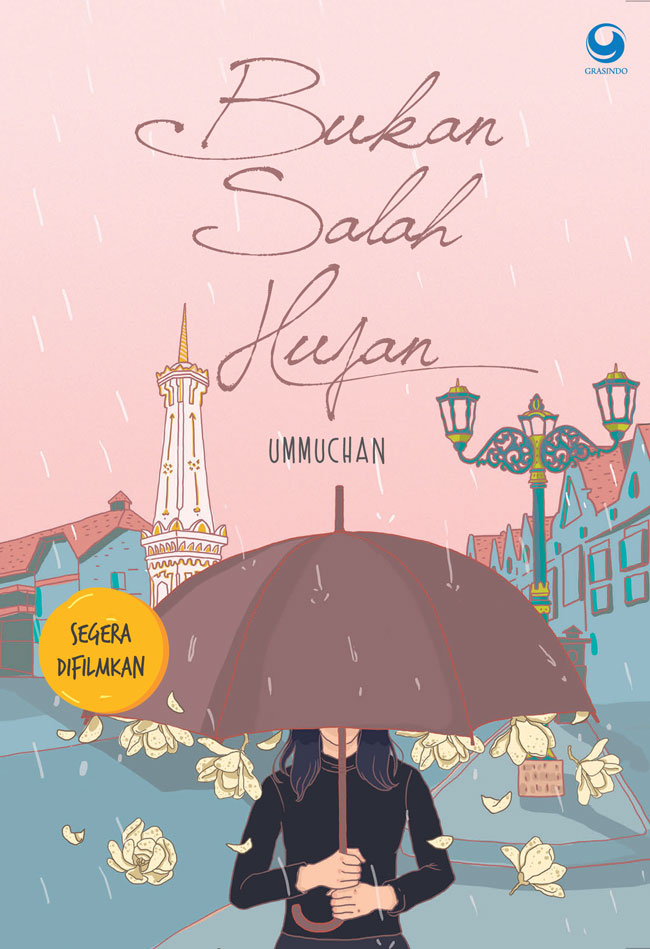 GRASINDO
Bukan
Salah
Hujan
UMMUCHAN
SEGERA
DIFILMKAN